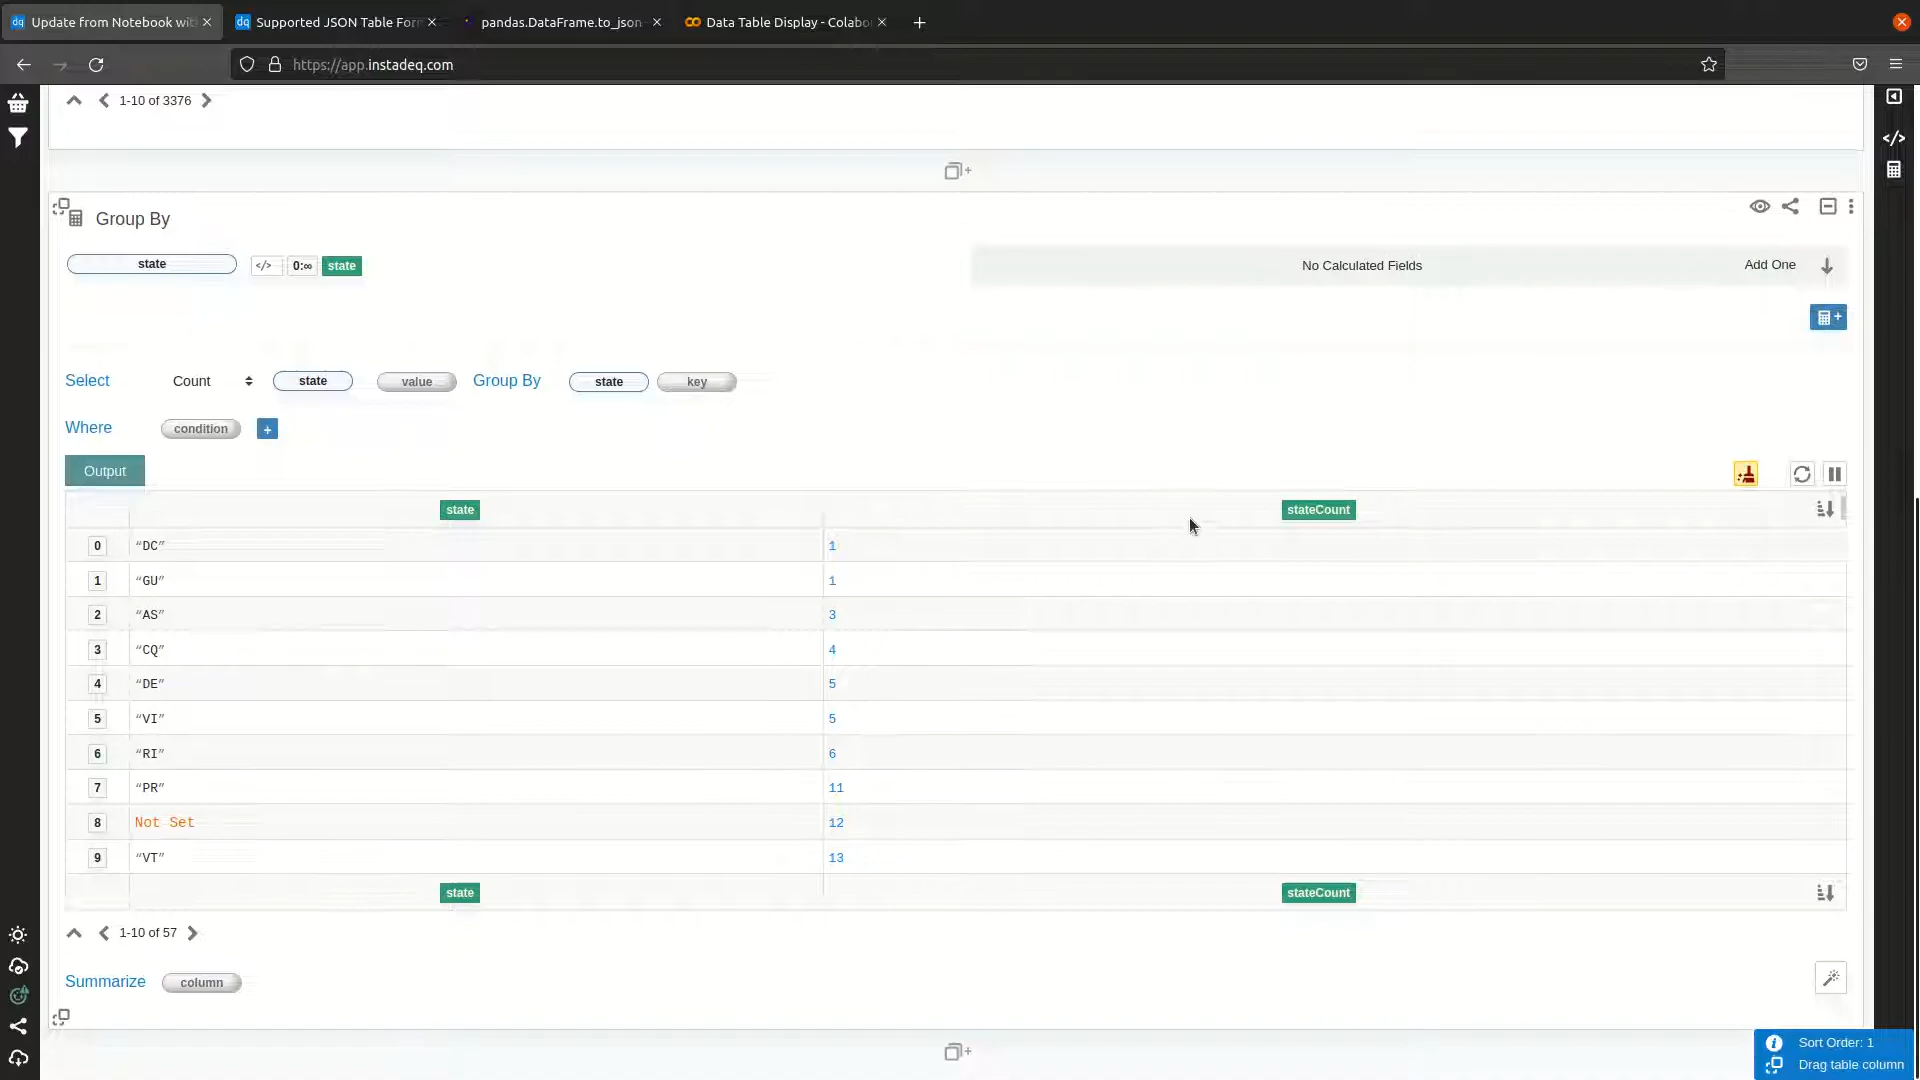 Update from Notebook wit
Supported JSON Table For
pandas.DataFrame.to_json
Data Table Display - Colabo
https://app.instadeq.com
1-10 of 3376
Group By
state </> 0:∞ state
No Calculated Fields Add One
Select Count state value Group By state key
Where condition +
Output
state stateCount
0 “DC” 1
1 “GU” 1
2 “AS” 3
3 “CQ” 4
4 “DE” 5
5 “VI” 5
6 “RI” 6
7 “PR” 11
8 Not Set 12
9 “VT” 13
state stateCount
1-10 of 57
Summarize column
Sort Order: 1
Drag table column